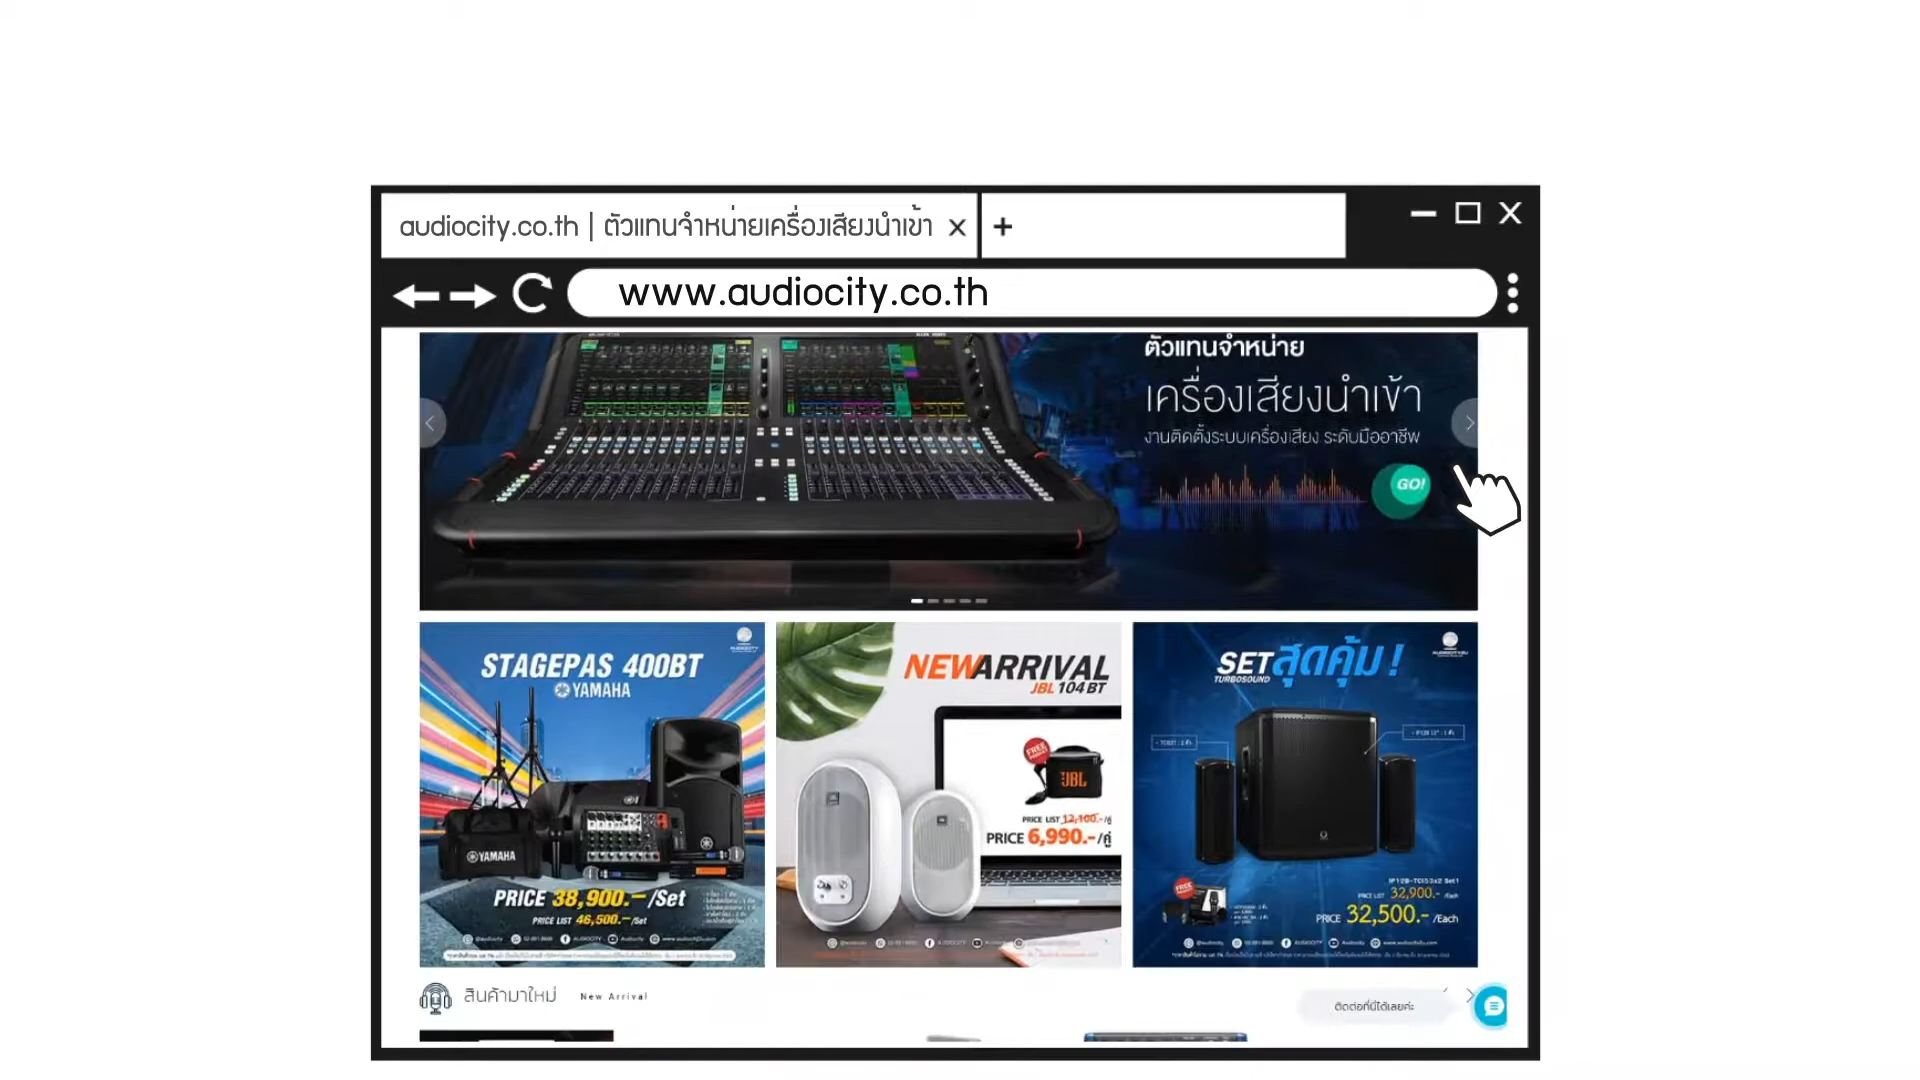 audiocity.co.th | ตัวแทนจำหน่ายเครื่องเสียงนำเข้า
www.audiocity.co.th
ตัวแทนจำหน่าย
เครื่องเสียงนำเข้า
งานติดตั้งระบบเครื่องเสียง ระดับมืออาชีพ
GO!
STAGEPAS 400BT
YAMAHA
YAMAHA
PRICE 38,900.-/Set
PRICE LIST 46,500.-/Set
NEW ARRIVAL
JBL 104BT
FREE
JBL
PRICE LIST 12,100.-/คู่
PRICE 6,990.-/คู่
SET สุดคุ้ม !
TURBOSOUND
FREE
PRICE LIST 32,900.- /Each
PRICE 32,500.- /Each
สินค้ามาใหม่ New Arrival
ติดต่อที่นี่ได้เลยค่ะ